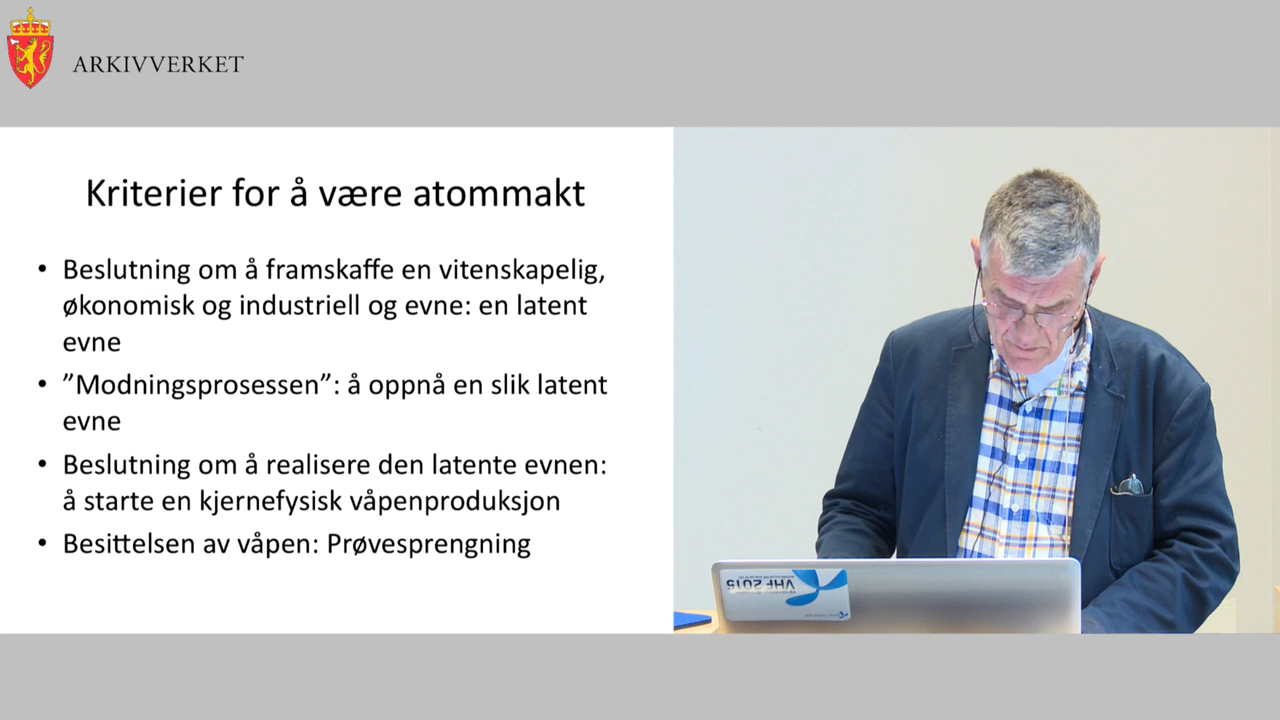 ARKIVVERKET
Kriterier for å være atommakt
• Beslutning om å framskaffe en vitenskapelig,
økonomisk og industriell og evne: en latent
evne
• ”Modningsprosessen”: å oppnå en slik latent
evne
• Beslutning om å realisere den latente evnen:
å starte en kjernefysisk våpenproduksjon
• Besittelsen av våpen: Prøvesprengning
VHF 2015